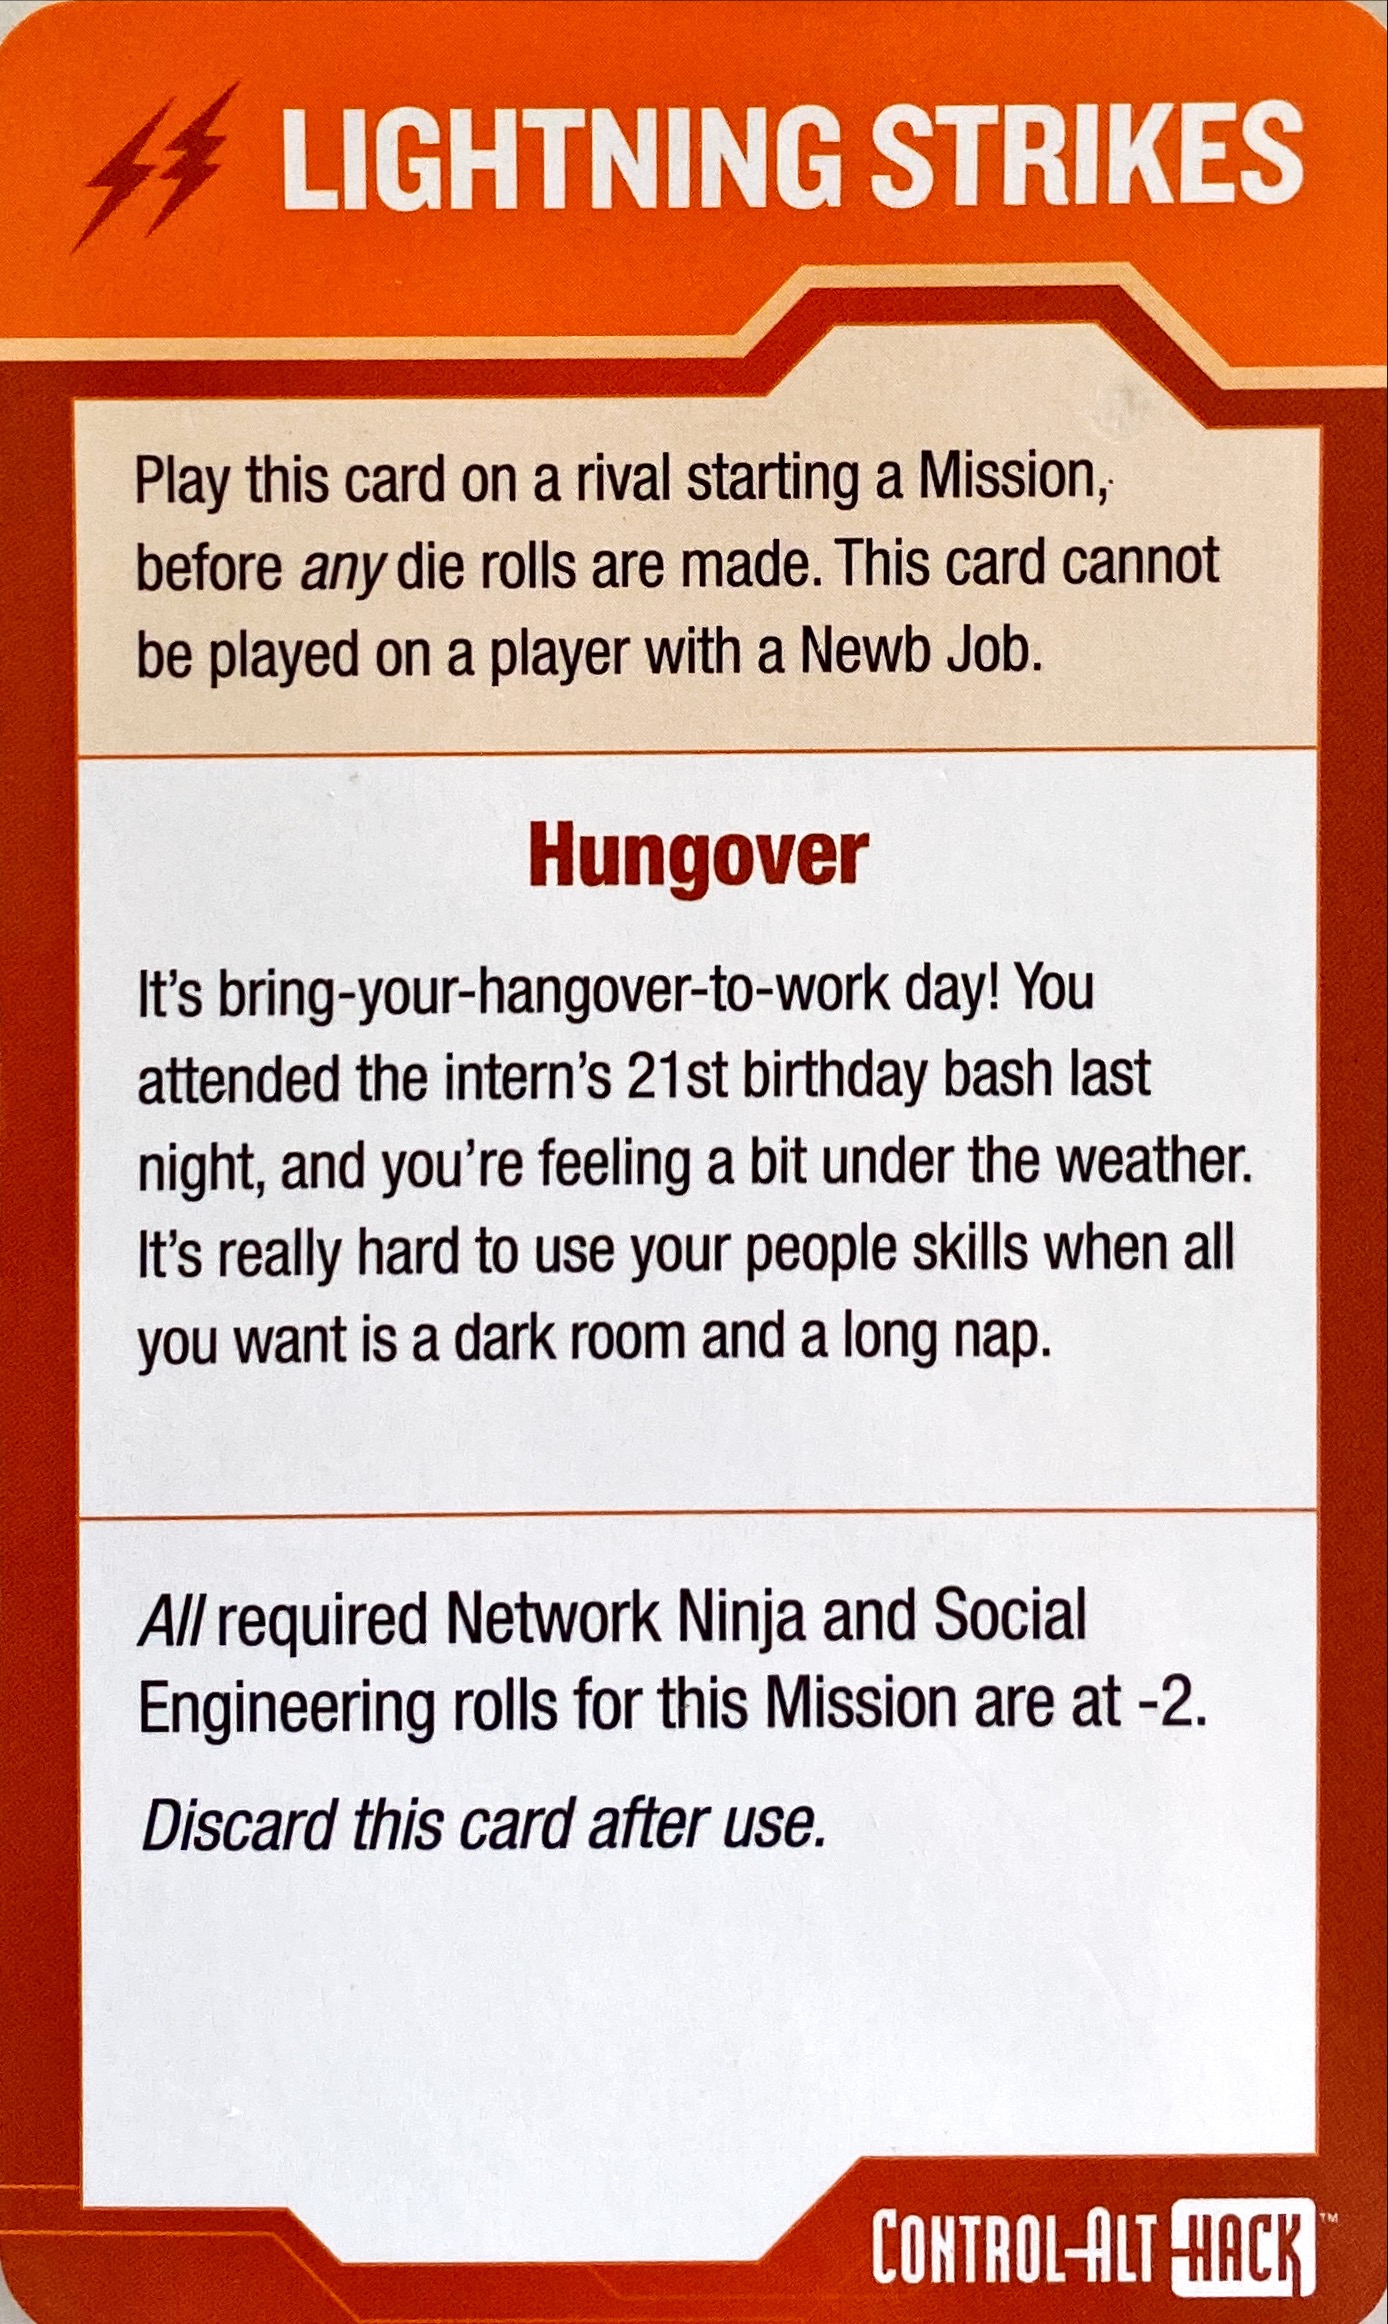 LIGHTNING STRIKES
Play this card on a rival starting a Mission,
before any die rolls are made. This card cannot
be played on a player with a Newb Job.
Hungover
It's bring-your-hangover-to-work day! You
attended the intern's 21st birthday bash last
night, and you're feeling a bit under the weather.
It's really hard to use your people skills when all
you want is a dark room and a long nap.
All required Network Ninja and Social
Engineering rolls for this Mission are at -2.
Discard this card after use.
CONTROL-ALT-HACK™